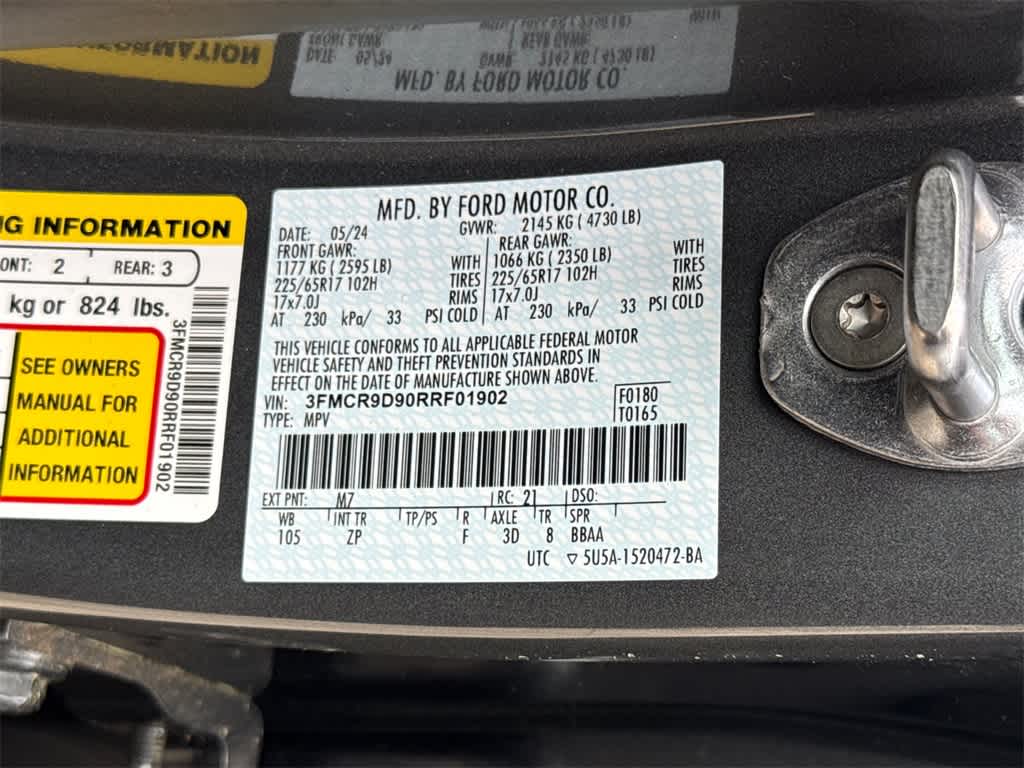 G INFORMATION
ONT: 2 REAR: 3
kg or 824 lbs.
SEE OWNERS
MANUAL FOR
ADDITIONAL
INFORMATION
3FMCR9D90RRF01902
MFD. BY FORD MOTOR CO.
DATE: 05/24 GVWR: 2145 KG ( 4730 LB)
FRONT GAWR: REAR GAWR:
1177 KG ( 2595 LB) WITH 1066 KG ( 2350 LB) WITH
225/65R17 102H TIRES 225/65R17 102H TIRES
17x7.0J RIMS 17x7.0J RIMS
AT 230 kPa/ 33 PSI COLD AT 230 kPa/ 33 PSI COLD
THIS VEHICLE CONFORMS TO ALL APPLICABLE FEDERAL MOTOR
VEHICLE SAFETY AND THEFT PREVENTION STANDARDS IN
EFFECT ON THE DATE OF MANUFACTURE SHOWN ABOVE.
VIN: 3FMCR9D90RRF01902 F0180
TYPE: MPV T0165
EXT PNT: M7 RC: 21 DSO:
WB INT TR TP/PS R AXLE TR SPR
105 ZP F 3D 8 BBAA
UTC ▽ 5U5A-1520472-BA